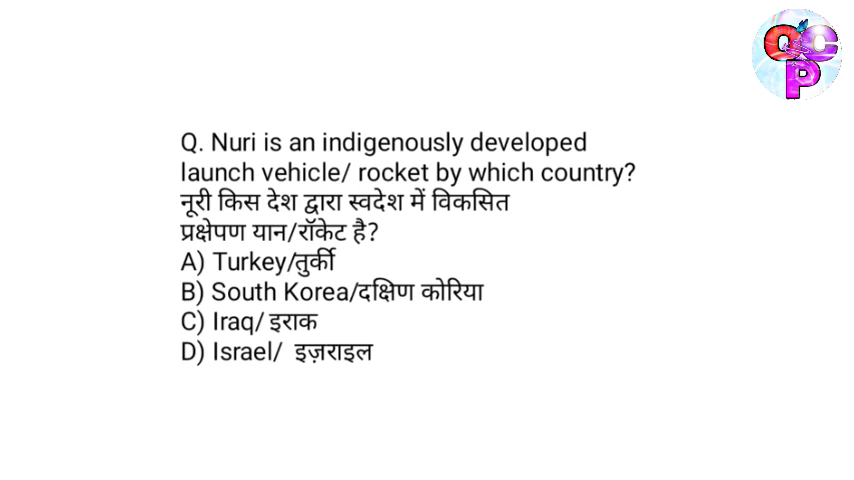 QCP
Q. Nuri is an indigenously developed
launch vehicle/ rocket by which country?
नूरी किस देश द्वारा स्वदेश में विकसित
प्रक्षेपण यान/रॉकेट है?
A) Turkey/तुर्की
B) South Korea/दक्षिण कोरिया
C) Iraq/ इराक
D) Israel/ इज़राइल